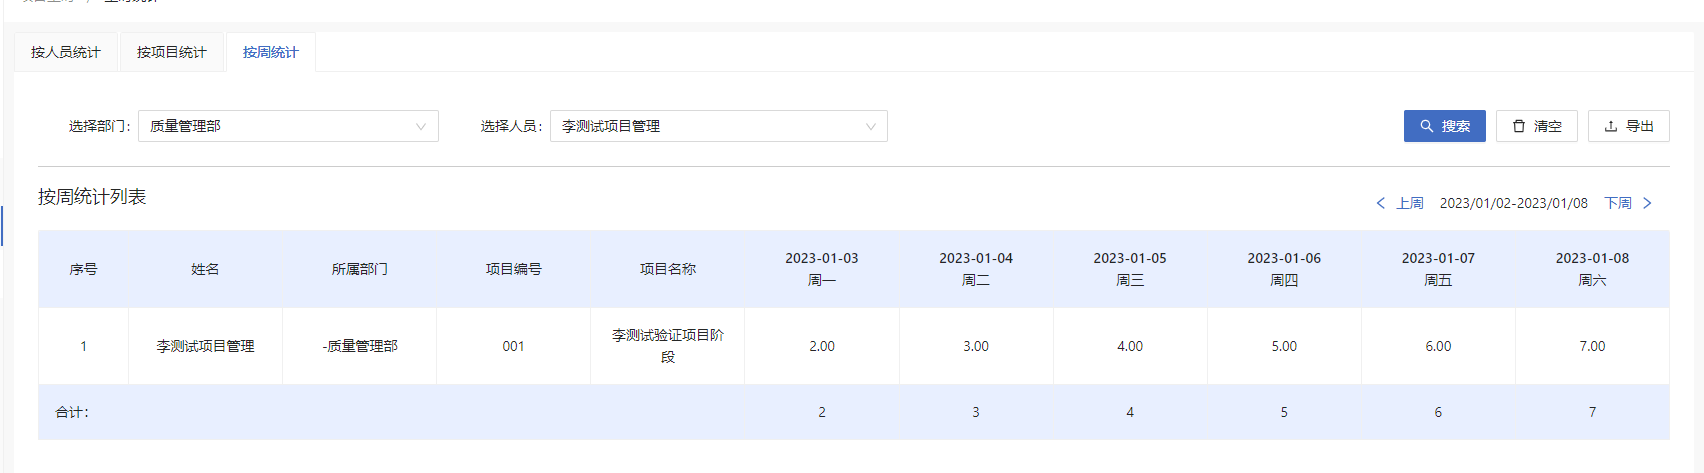 按人员统计 按项目统计 按周统计
选择部门: 质量管理部 选择人员: 李测试项目管理 搜索 清空 导出
按周统计列表
上周 2023/01/02-2023/01/08 下周
序号 姓名 所属部门 项目编号 项目名称 2023-01-03 2023-01-04 2023-01-05 2023-01-06 2023-01-07 2023-01-08
周一 周二 周三 周四 周五 周六
1 李测试项目管理 -质量管理部 001 李测试验证项目阶段 2.00 3.00 4.00 5.00 6.00 7.00
合计: 2 3 4 5 6 7